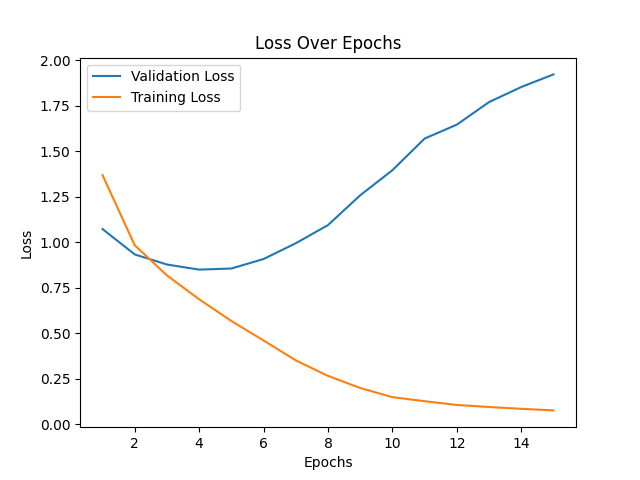 Loss Over Epochs
Validation Loss
Training Loss
Loss
2.00
1.75
1.50
1.25
1.00
0.75
0.50
0.25
0.00
2 4 6 8 10 12 14
Epochs